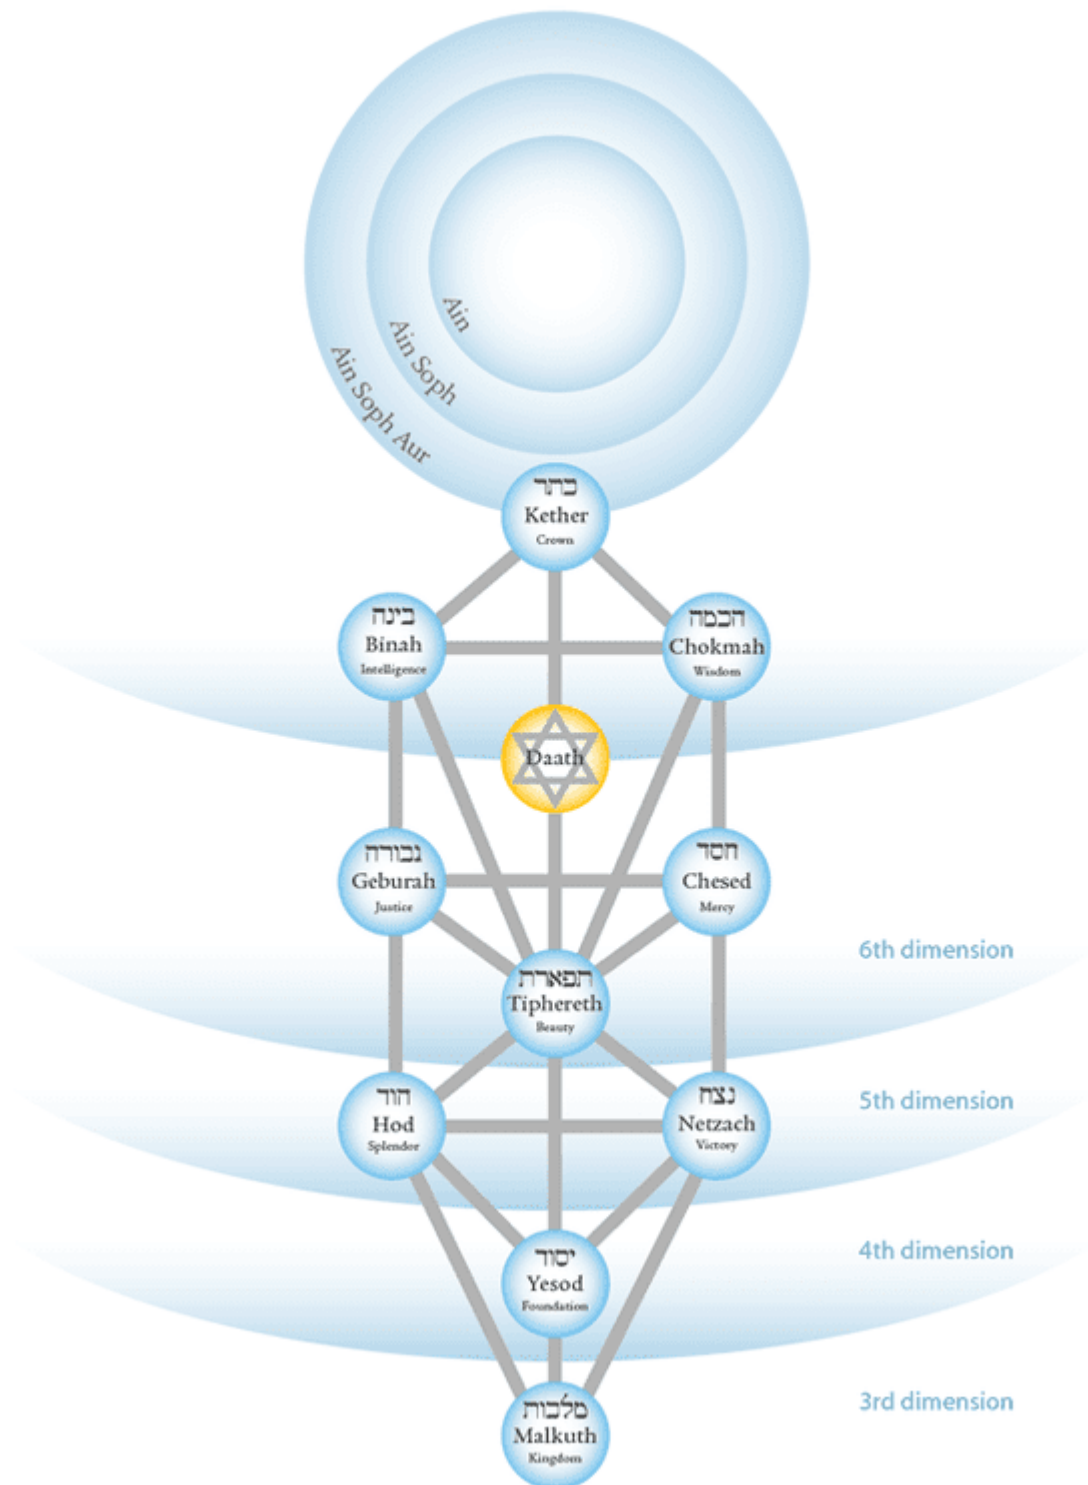 Ain
Ain Soph
Ain Soph Aur
כתר
Kether
Crown
בינה
Binah
Intelligence
הכמה
Chokmah
Wisdom
Daath
גבורה
Geburah
Justice
חסד
Chesed
Mercy
6th dimension
תפארת
Tiphereth
Beauty
5th dimension
הוד
Hod
Splendor
נצח
Netzach
Victory
4th dimension
יסוד
Yesod
Foundation
3rd dimension
מלכות
Malkuth
Kingdom